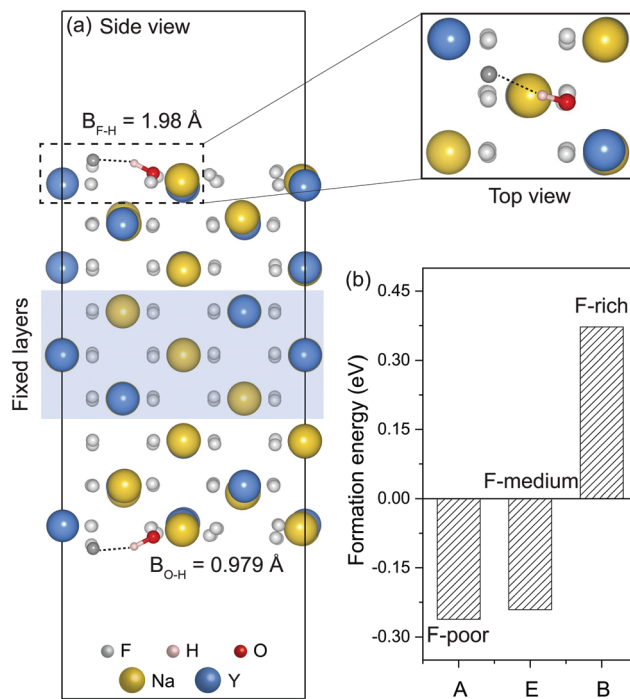 (a) Side view
B_F-H = 1.98 Å
Top view
Fixed layers
B_O-H = 0.979 Å
F H O
Na Y
(b)
Formation energy (eV)
0.45
0.30
0.15
0.00
-0.15
-0.30
F-rich
F-medium
F-poor
A E B